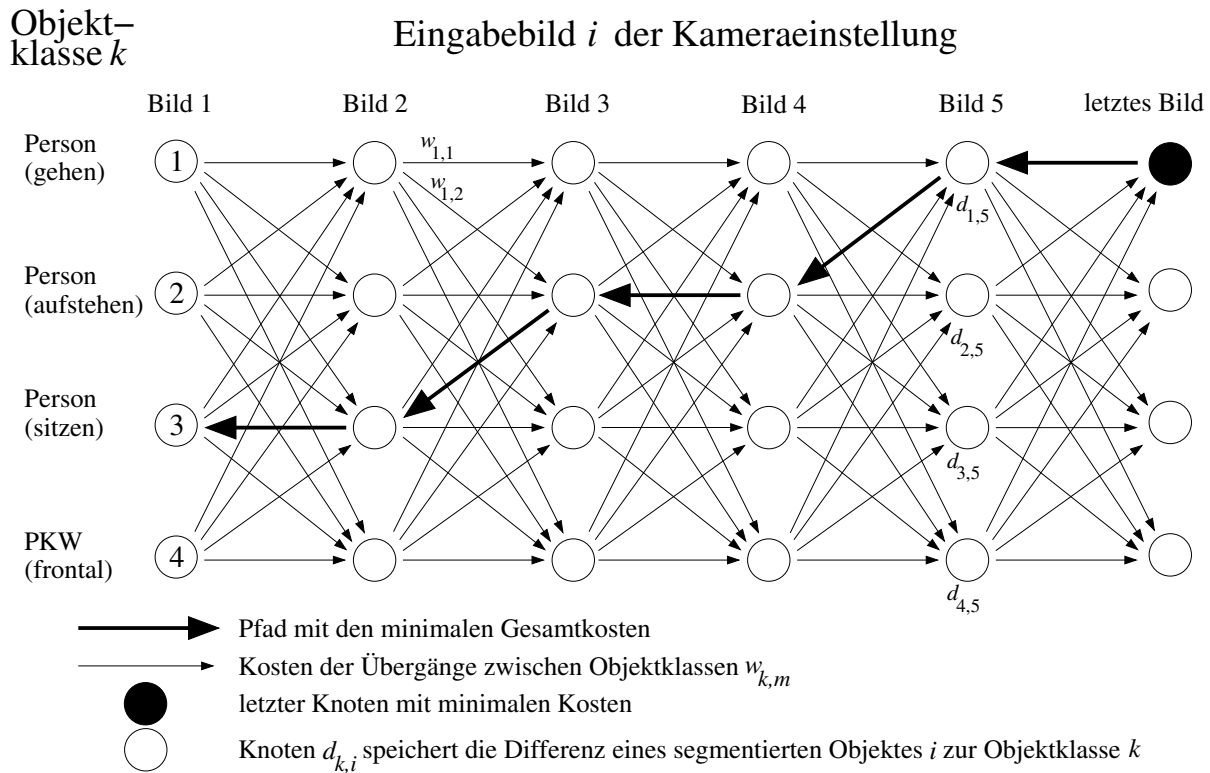 Objekt–
klasse k
Eingabebild i der Kameraeinstellung
Bild 1 Bild 2 Bild 3 Bild 4 Bild 5 letztes Bild
Person
(gehen)
1
w1,1
w1,2
d1,5
Person
(aufstehen)
2
d2,5
Person
(sitzen)
3
d3,5
PKW
(frontal)
4
d4,5
Pfad mit den minimalen Gesamtkosten
Kosten der Übergänge zwischen Objektklassen wk,m
letzter Knoten mit minimalen Kosten
Knoten dk,i speichert die Differenz eines segmentierten Objektes i zur Objektklasse k